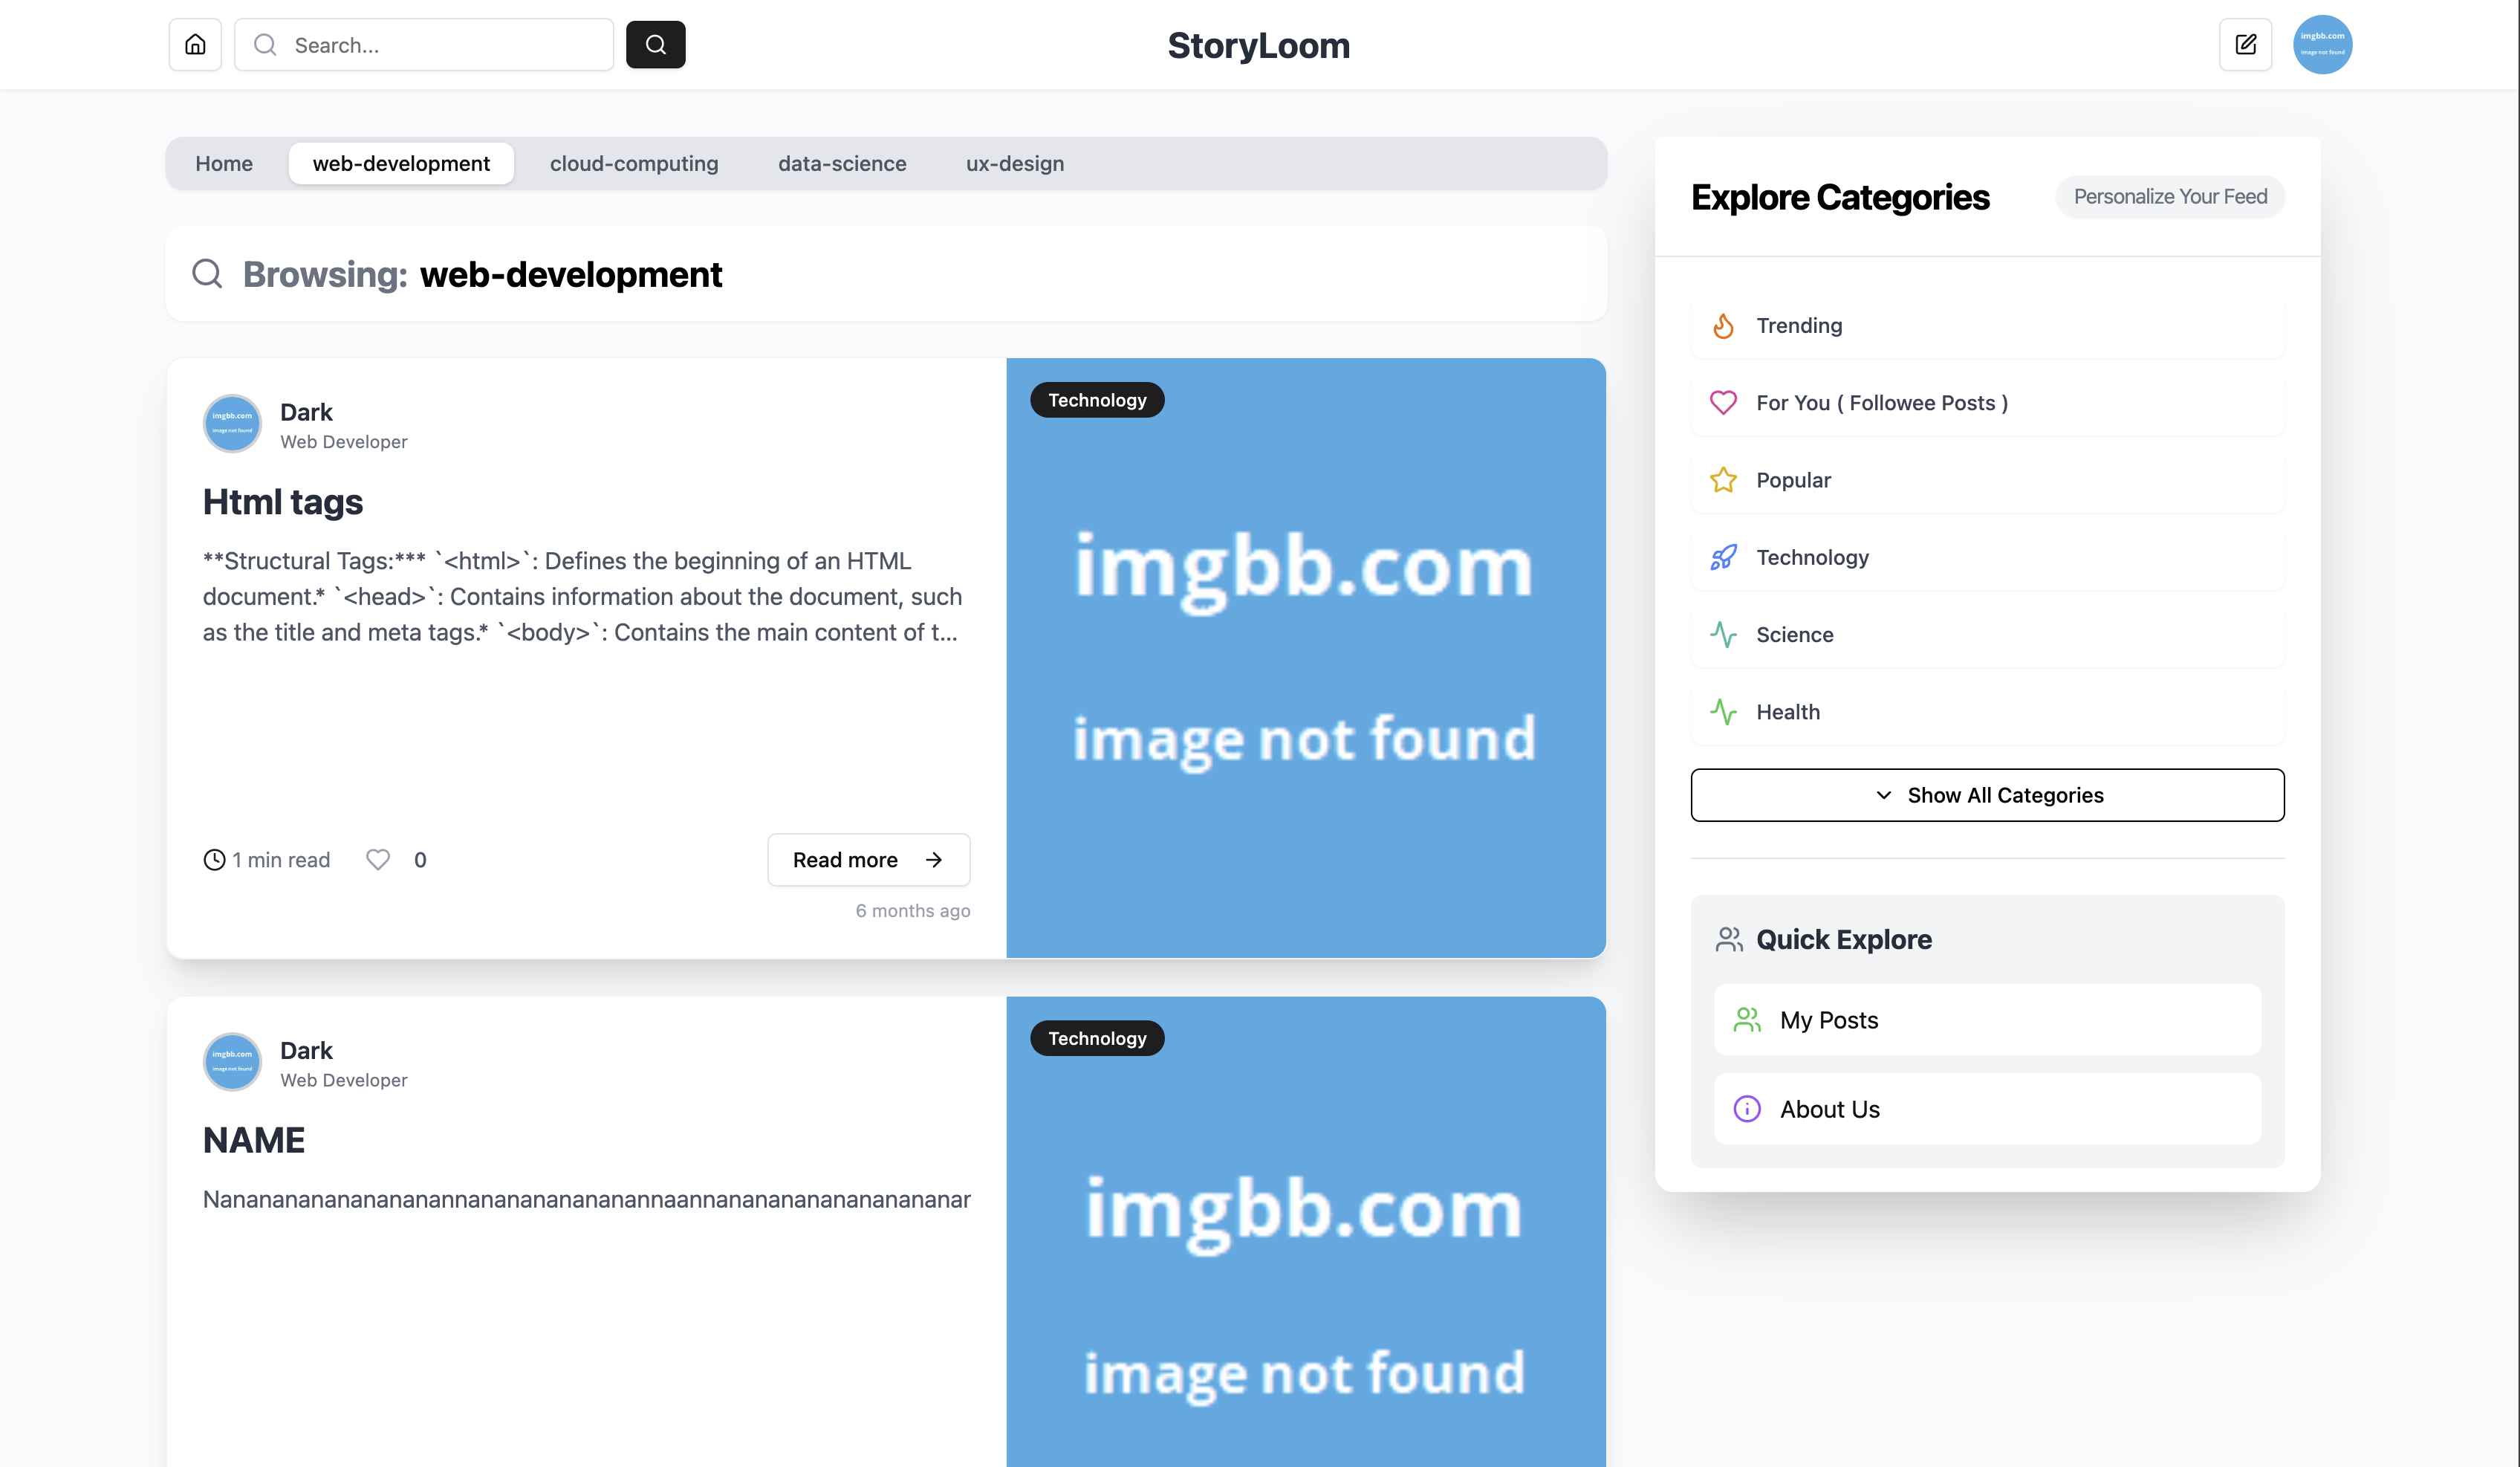 Search...
StoryLoom
imgbb.com
image not found
Home
web-development
cloud-computing
data-science
ux-design
Browsing: web-development
imgbb.com
image not found
Dark
Web Developer
Html tags
**Structural Tags:*** `<html>`: Defines the beginning of an HTML
document.* `<head>`: Contains information about the document, such
as the title and meta tags.* `<body>`: Contains the main content of t...
1 min read
0
Read more
6 months ago
Technology
imgbb.com
image not found
imgbb.com
image not found
Dark
Web Developer
NAME
Technology
imgbb.com
image not found
Explore Categories
Personalize Your Feed
Trending
For You ( Followee Posts )
Popular
Technology
Science
Health
Show All Categories
Quick Explore
My Posts
About Us